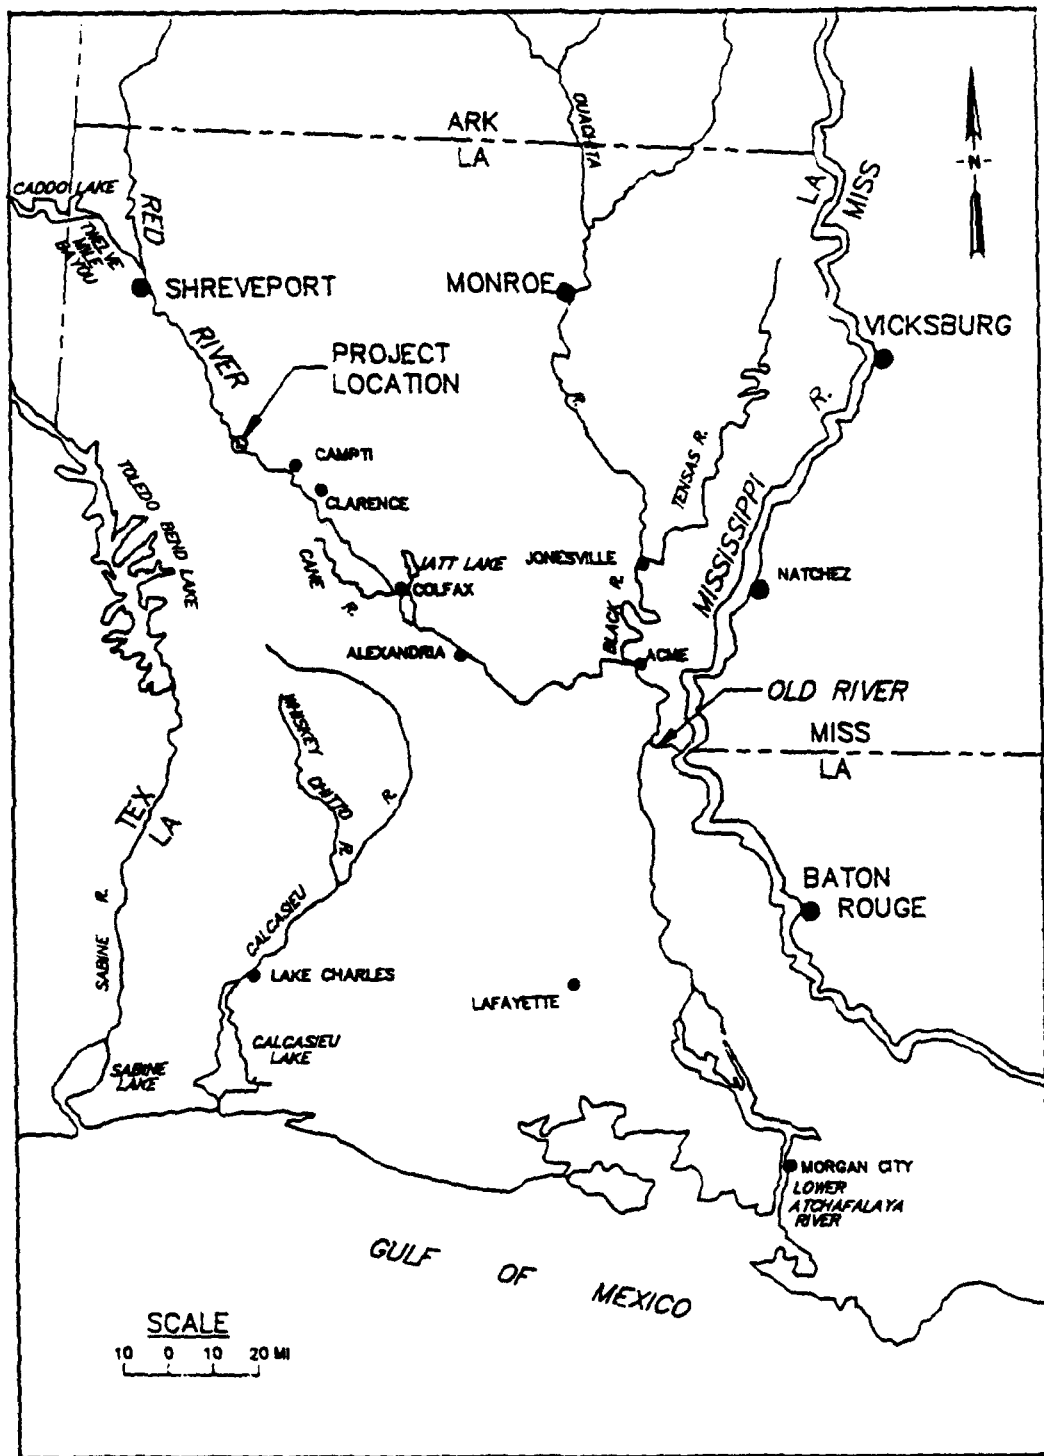 ARK
LA
OUACHITA
R.
LA
MISS
-N-
CADDO LAKE
TWELVE
MILE
BAYOU
RED
RIVER
SHREVEPORT
MONROE
VICKSBURG
PROJECT
LOCATION
CAMPTI
CLARENCE
TOLEDO BEND LAKE
CANE R.
IATT LAKE
COLFAX
ALEXANDRIA
TENSAS R.
JONESVILLE
BLACK R.
ACME
MISSISSIPPI R.
NATCHEZ
OLD RIVER
MISS
LA
WHISKEY
CHITTO
R.
TEX
LA
SABINE R.
CALCASIEU R
BATON
ROUGE
LAKE CHARLES
LAFAYETTE
CALCASIEU
LAKE
SABINE
LAKE
MORGAN CITY
LOWER
ATCHAFALAYA
RIVER
GULF OF MEXICO
SCALE
10 0 10 20 MI